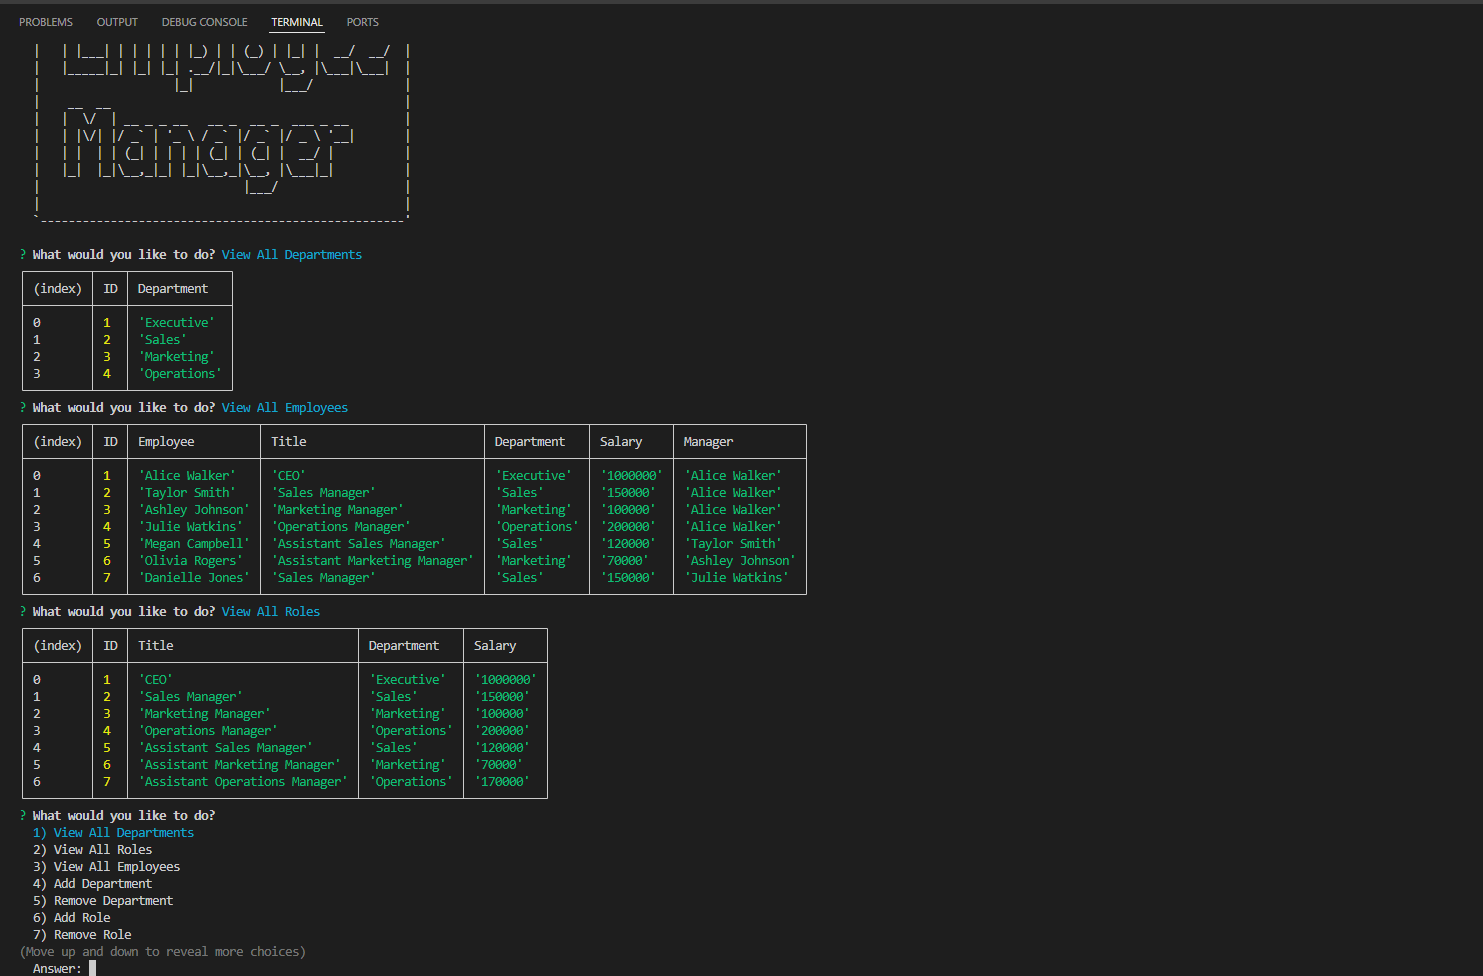 PROBLEMS OUTPUT DEBUG CONSOLE TERMINAL PORTS
Manager
? What would you like to do? View All Departments
(index) ID Department
0 1 'Executive'
1 2 'Sales'
2 3 'Marketing'
3 4 'Operations'
? What would you like to do? View All Employees
(index) ID Employee Title Department Salary Manager
0 1 'Alice Walker' 'CEO' 'Executive' '1000000' 'Alice Walker'
1 2 'Taylor Smith' 'Sales Manager' 'Sales' '150000' 'Alice Walker'
2 3 'Ashley Johnson' 'Marketing Manager' 'Marketing' '100000' 'Alice Walker'
3 4 'Julie Watkins' 'Operations Manager' 'Operations' '200000' 'Alice Walker'
4 5 'Megan Campbell' 'Assistant Sales Manager' 'Sales' '120000' 'Taylor Smith'
5 6 'Olivia Rogers' 'Assistant Marketing Manager' 'Marketing' '70000' 'Ashley Johnson'
6 7 'Danielle Jones' 'Sales Manager' 'Sales' '150000' 'Julie Watkins'
? What would you like to do? View All Roles
(index) ID Title Department Salary
0 1 'CEO' 'Executive' '1000000'
1 2 'Sales Manager' 'Sales' '150000'
2 3 'Marketing Manager' 'Marketing' '100000'
3 4 'Operations Manager' 'Operations' '200000'
4 5 'Assistant Sales Manager' 'Sales' '120000'
5 6 'Assistant Marketing Manager' 'Marketing' '70000'
6 7 'Assistant Operations Manager' 'Operations' '170000'
? What would you like to do?
1) View All Departments
2) View All Roles
3) View All Employees
4) Add Department
5) Remove Department
6) Add Role
7) Remove Role
(Move up and down to reveal more choices)
Answer: